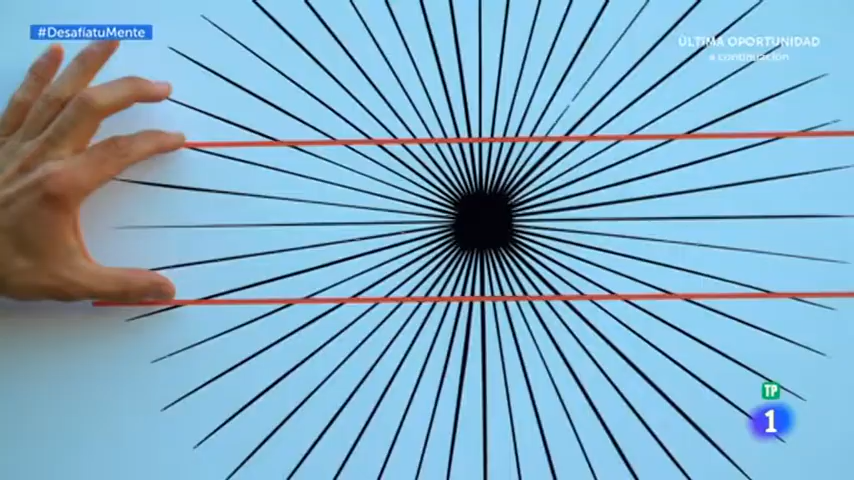 #DesafíatuMente
ÚLTIMA OPORTUNIDAD
a continuación
TP
1